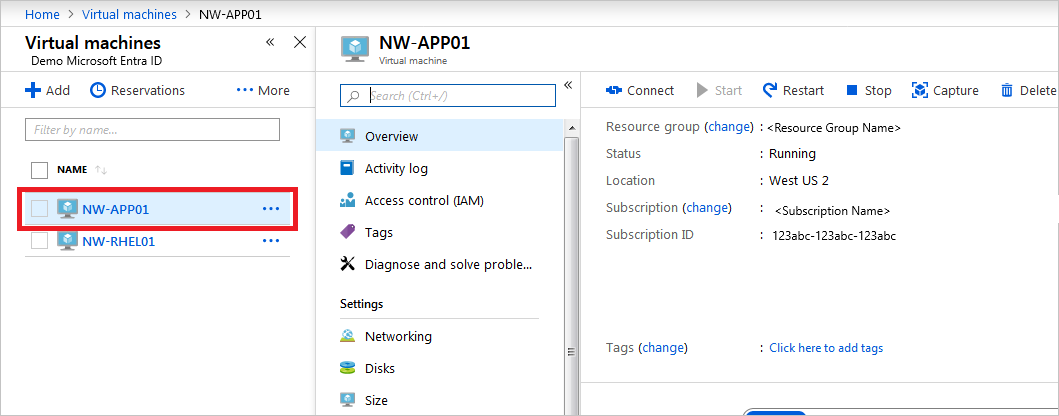 Home > Virtual machines > NW-APP01
Virtual machines
Demo Microsoft Entra ID
Add Reservations ••• More
Filter by name...
NAME
NW-APP01 •••
NW-RHEL01 •••
NW-APP01
Virtual machine
Search (Ctrl+/)
Overview
Activity log
Access control (IAM)
Tags
Diagnose and solve proble...
Settings
Networking
Disks
Size
Connect Start Restart Stop Capture Delete
Resource group (change) : <Resource Group Name>
Status : Running
Location : West US 2
Subscription (change) : <Subscription Name>
Subscription ID : 123abc-123abc-123abc
Tags (change) : Click here to add tags